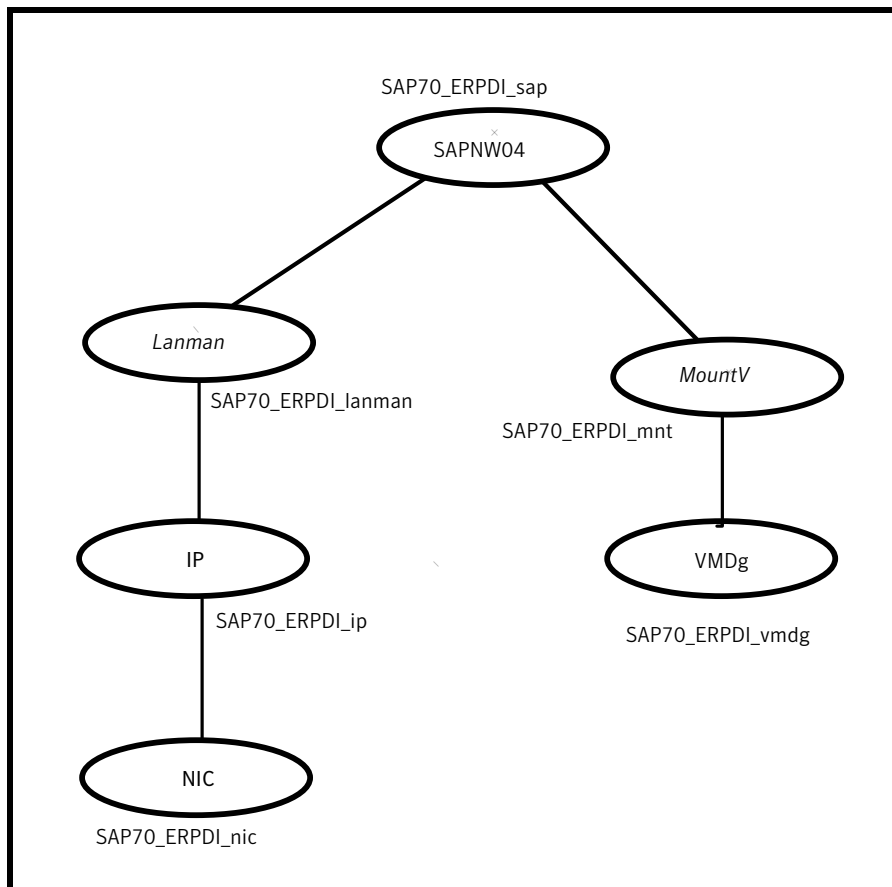 SAP70_ERPDI_sap
SAPNW04
Lanman
SAP70_ERPDI_lanman
MountV
SAP70_ERPDI_mnt
IP
SAP70_ERPDI_ip
VMDg
SAP70_ERPDI_vmdg
NIC
SAP70_ERPDI_nic